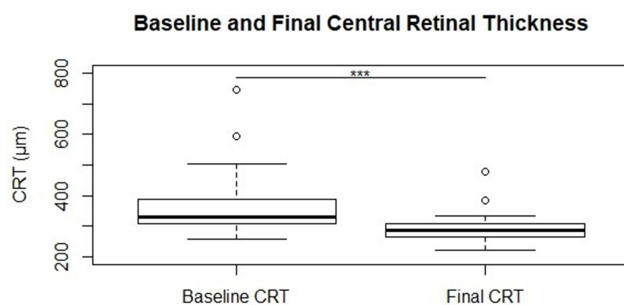 Baseline and Final Central Retinal Thickness
***
800
600
400
200
CRT (µm)
Baseline CRT
Final CRT